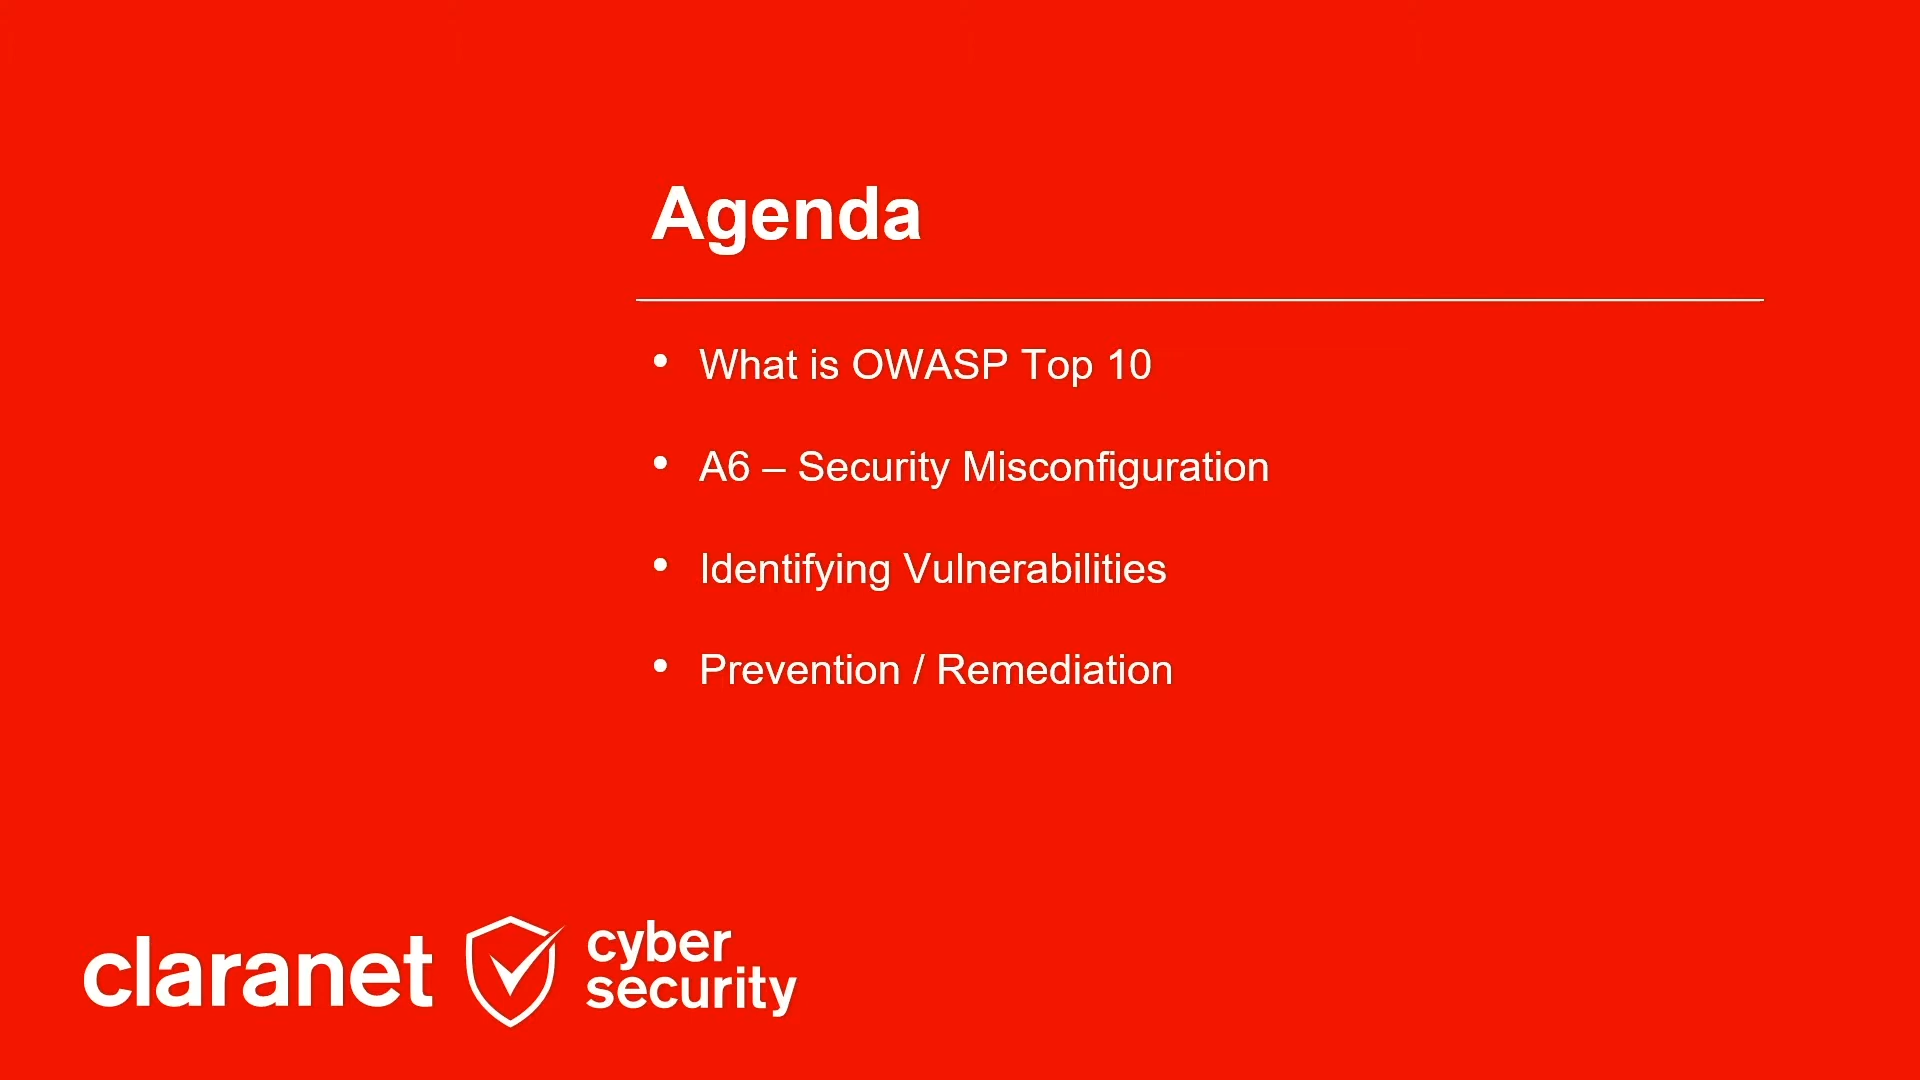 Agenda
• What is OWASP Top 10
• A6 – Security Misconfiguration
• Identifying Vulnerabilities
• Prevention / Remediation
claranet cyber
security